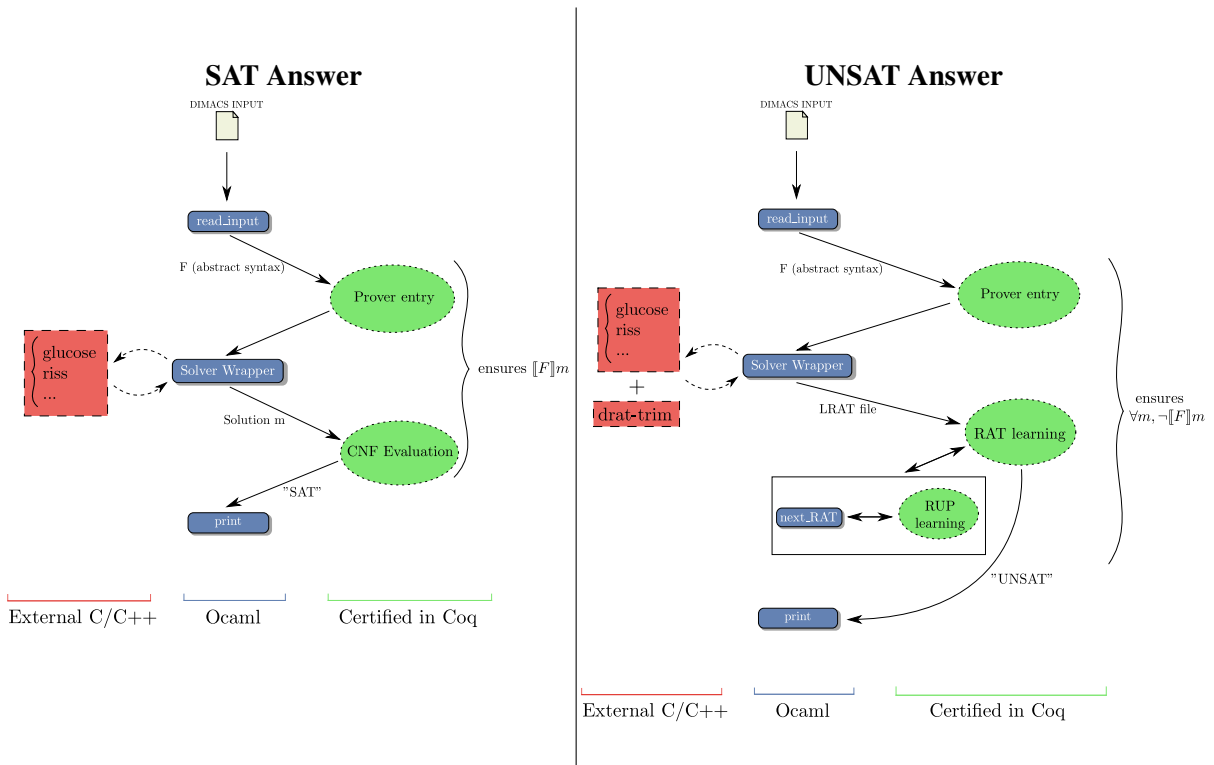 SAT Answer
DIMACS INPUT
read_input
F (abstract syntax)
Prover entry
glucose
riss
...
Solver Wrapper
ensures ⟦F⟧m
Solution m
CNF Evaluation
"SAT"
print
External C/C++
Ocaml
Certified in Coq
UNSAT Answer
DIMACS INPUT
read_input
F (abstract syntax)
Prover entry
glucose
riss
...
+
drat-trim
Solver Wrapper
LRAT file
RAT learning
ensures
∀m, ¬⟦F⟧m
next_RAT
RUP
learning
"UNSAT"
print
External C/C++
Ocaml
Certified in Coq